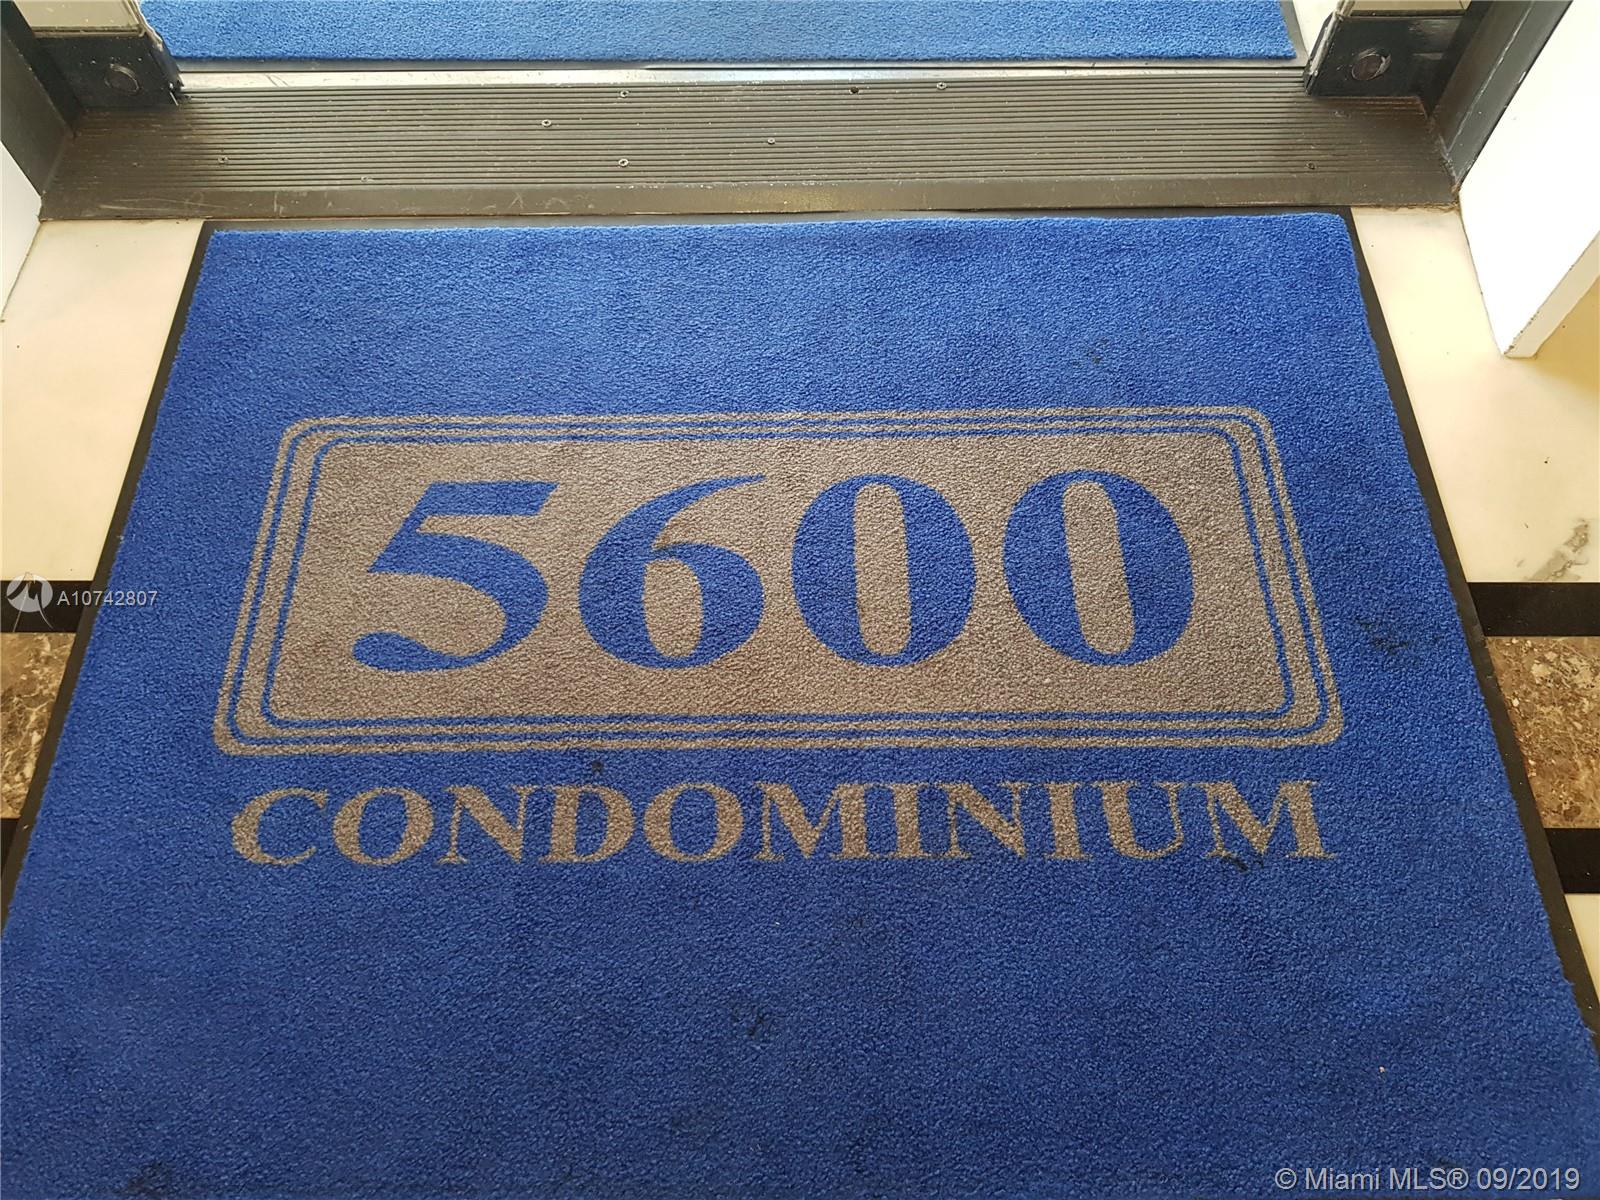 5600
CONDOMINIUM
A10742807
© Miami MLS® 09/2019